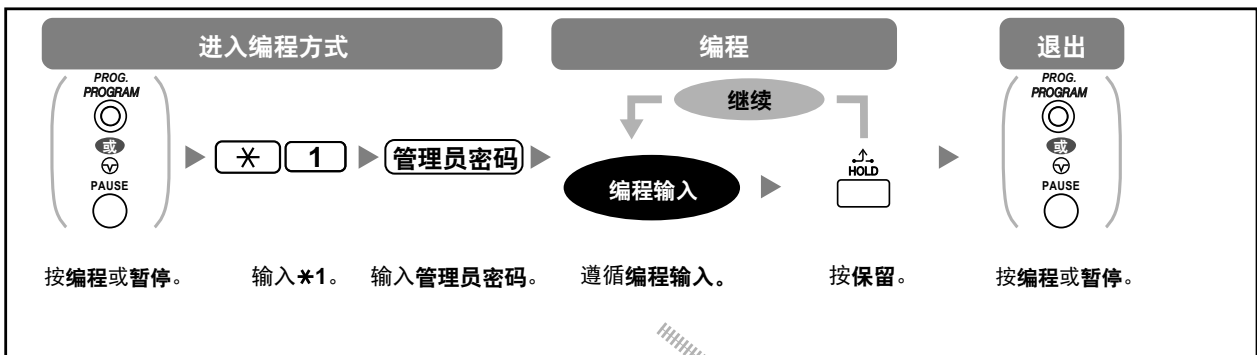 进入编程方式 编程 退出
继续
PROG.
PROGRAM
或
PAUSE
✳ 1 管理员密码
编程输入
HOLD
PROG.
PROGRAM
或
PAUSE
按编程或暂停。 输入✳1。 输入管理员密码。 遵循编程输入。 按保留。 按编程或暂停。